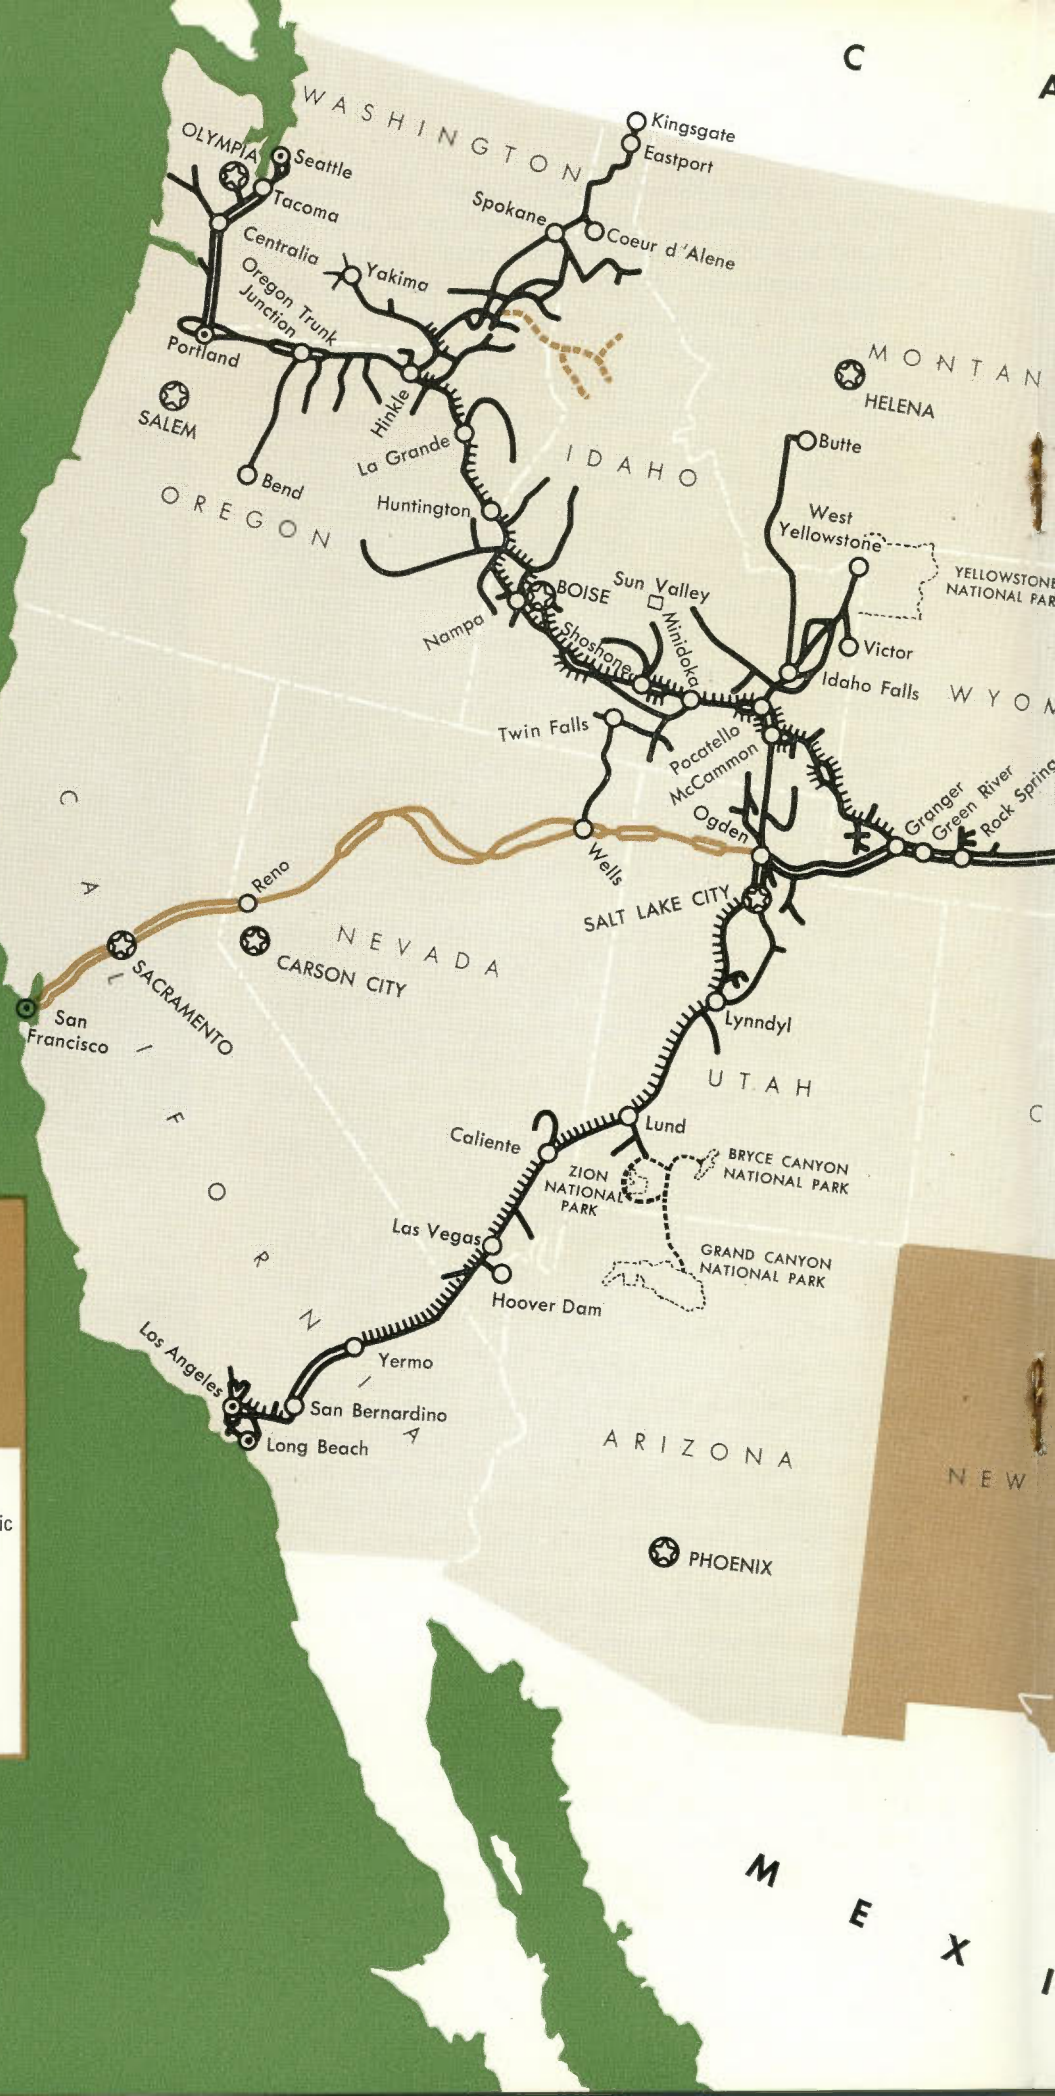 C
A
WASHINGTON
Kingsgate
Eastport
OLYMPIA
Seattle
Tacoma
Spokane
Coeur d'Alene
Centralia
Yakima
Oregon Trunk
Junction
Portland
MONTAN
HELENA
SALEM
Hinkle
La Grande
IDAHO
Butte
Bend
OREGON
Huntington
West
Yellowstone
YELLOWSTONE
NATIONAL PAR
BOISE
Sun Valley
Nampa
Shoshone
Minidoka
Victor
Idaho Falls
WYOM
Twin Falls
Pocatello
McCammon
Ogden
Granger
Green River
Rock Spring
Wells
Reno
SALT LAKE CITY
NEVADA
CARSON CITY
SACRAMENTO
San
Francisco
CALIFORNIA
Lynndyl
UTAH
C
Caliente
Lund
ZION
NATIONAL
PARK
BRYCE CANYON
NATIONAL PARK
Las Vegas
GRAND CANYON
NATIONAL PARK
Hoover Dam
Los Angeles
Yermo
San Bernardino
Long Beach
ARIZONA
NEW
ic
PHOENIX
MEXI